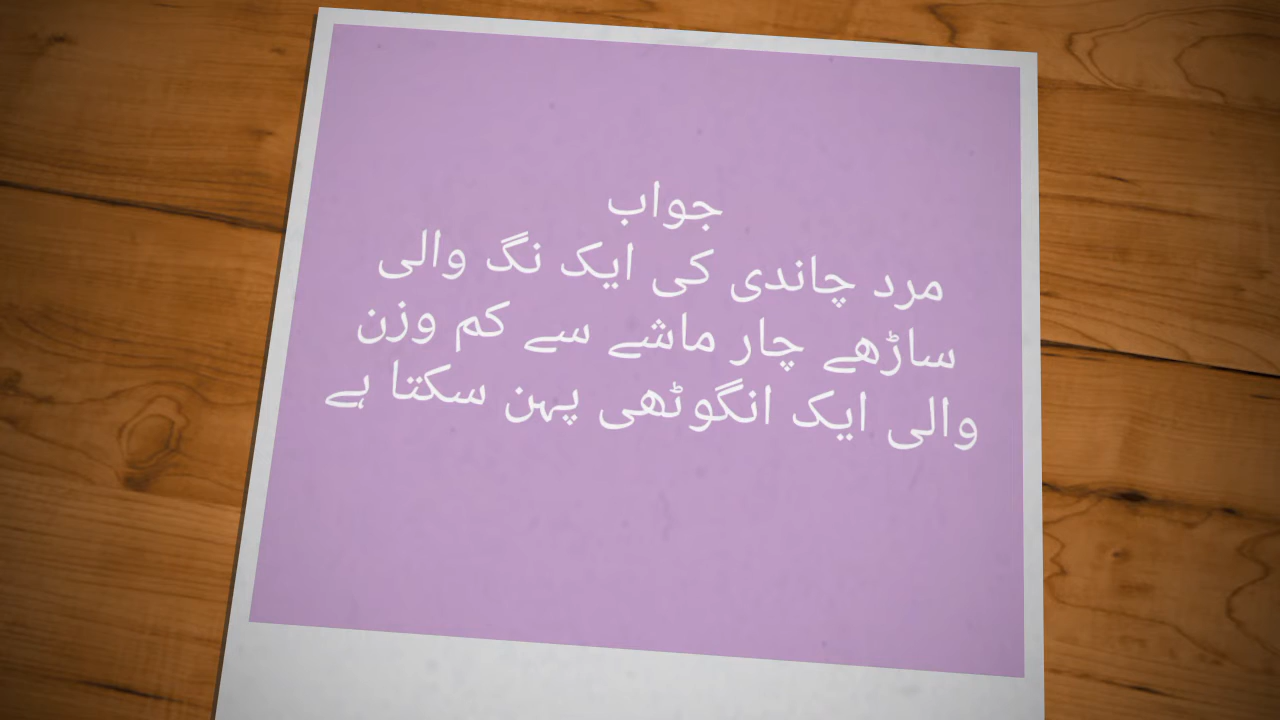 جواب
مرد چاندی کی ایک نگ والی
ساڑھے چار ماشے سے کم وزن
والی ایک انگوٹھی پہن سکتا ہے